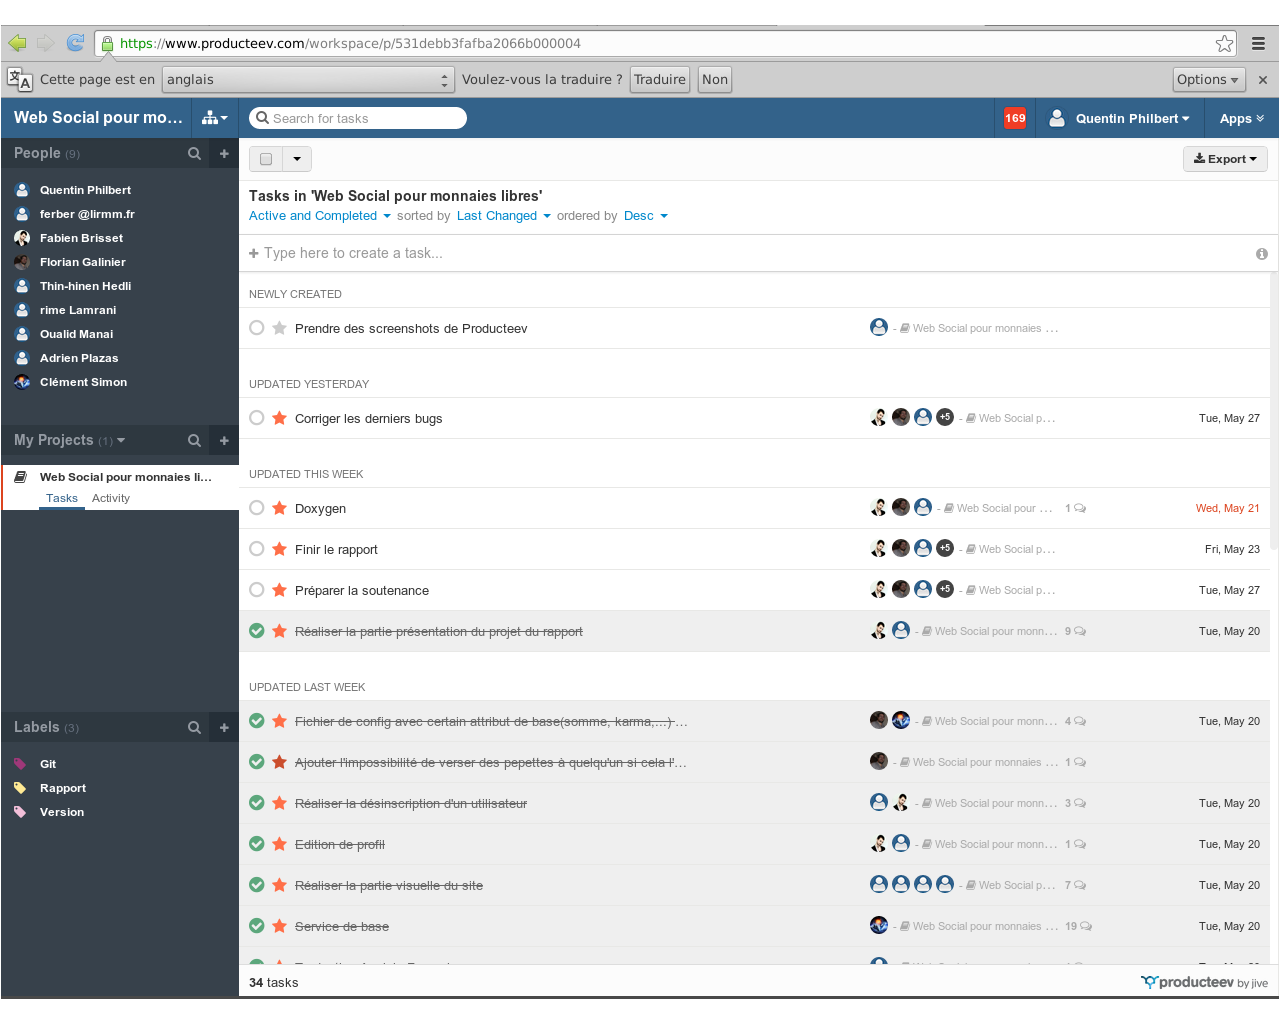 https://www.producteev.com/workspace/p/531debb3fafba2066b000004
Cette page est en anglais Voulez-vous la traduire ? Traduire Non Options
Web Social pour mo... Search for tasks 169 Quentin Philbert Apps
People (9)
Quentin Philbert
ferber @lirmm.fr
Fabien Brisset
Florian Galinier
Thin-hinen Hedli
rime Lamrani
Oualid Manai
Adrien Plazas
Clément Simon
My Projects (1)
Web Social pour monnaies li...
Tasks Activity
Labels (3)
Git
Rapport
Version
Export
Tasks in 'Web Social pour monnaies libres'
Active and Completed sorted by Last Changed ordered by Desc
Type here to create a task...
NEWLY CREATED
Prendre des screenshots de Producteev - Web Social pour monnaies ...
UPDATED YESTERDAY
Corriger les derniers bugs +5 - Web Social p... Tue, May 27
UPDATED THIS WEEK
Doxygen - Web Social pour ... 1 Wed, May 21
Finir le rapport +5 - Web Social p... Fri, May 23
Préparer la soutenance +5 - Web Social p... Tue, May 27
Réaliser la partie présentation du projet du rapport - Web Social pour monn... 9 Tue, May 20
UPDATED LAST WEEK
Fichier de config avec certain attribut de base(somme, karma,...) ... - Web Social pour monn... 4 Tue, May 20
Ajouter l'impossibilité de verser des pepettes à quelqu'un si cela l'... - Web Social pour monnaies ... 1
Réaliser la désinscription d'un utilisateur - Web Social pour monn... 3 Tue, May 20
Edition de profil - Web Social pour monn... 1 Tue, May 20
Réaliser la partie visuelle du site - Web Social p... 7 Tue, May 20
Service de base - Web Social pour monnaies ... 19 Tue, May 20
34 tasks
producteev by jive